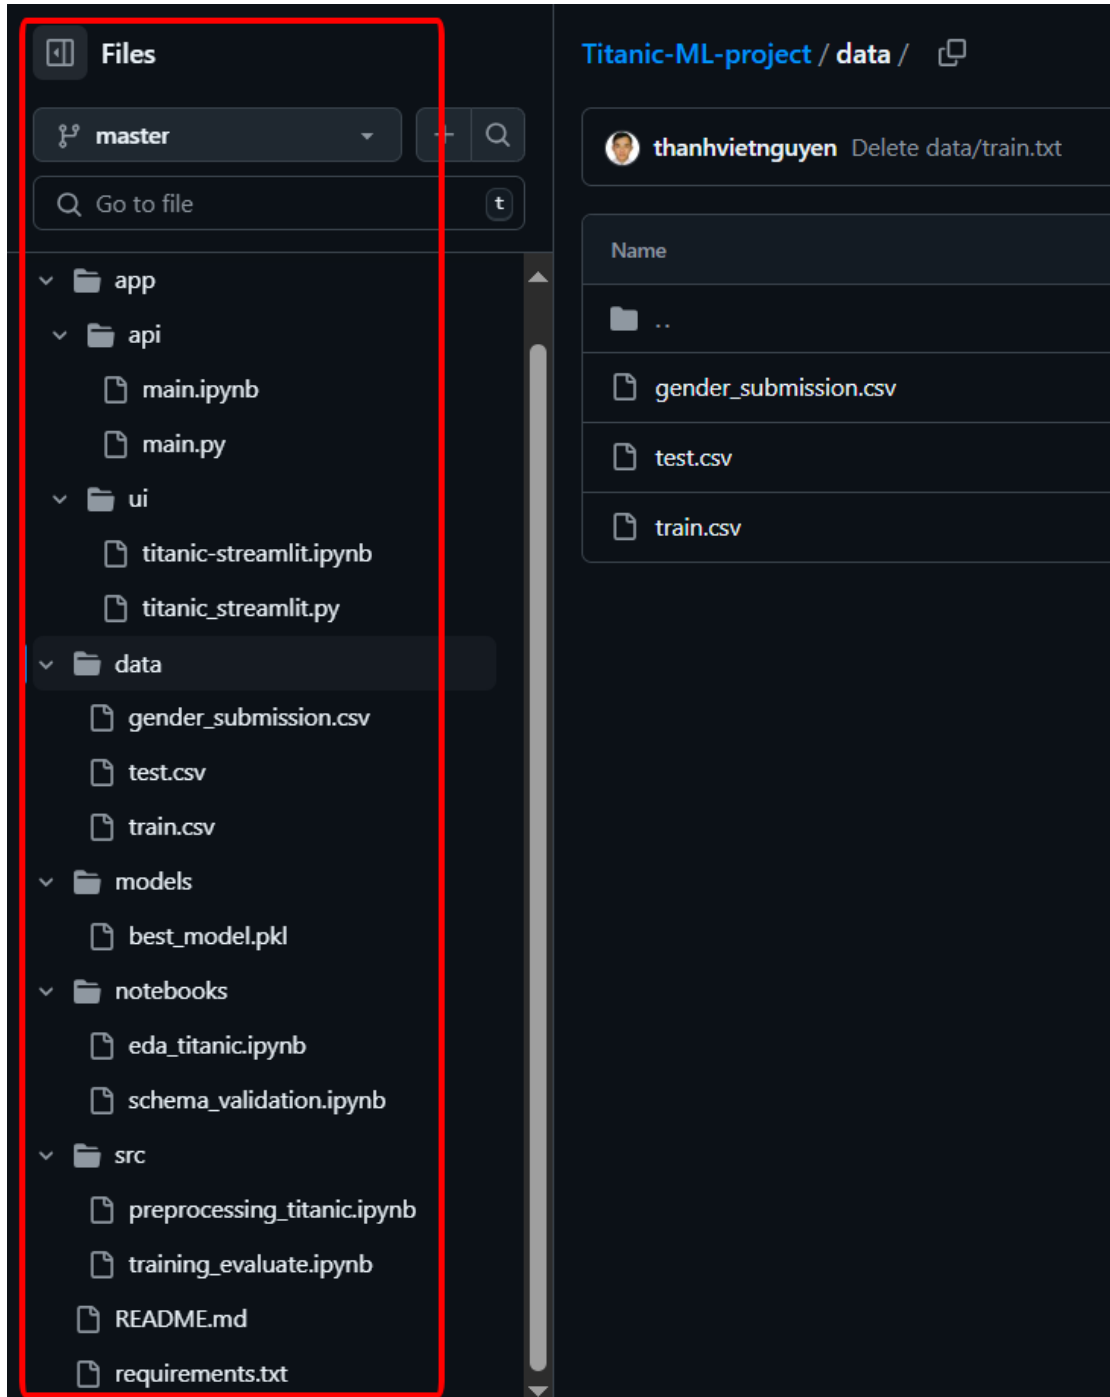 Files
master
Go to file
t
app
api
main.ipynb
main.py
ui
titanic-streamlit.ipynb
titanic_streamlit.py
data
gender_submission.csv
test.csv
train.csv
models
best_model.pkl
notebooks
eda_titanic.ipynb
schema_validation.ipynb
src
preprocessing_titanic.ipynb
training_evaluate.ipynb
README.md
requirements.txt
Titanic-ML-project / data /
thanhvietnguyen Delete data/train.txt
Name
..
gender_submission.csv
test.csv
train.csv